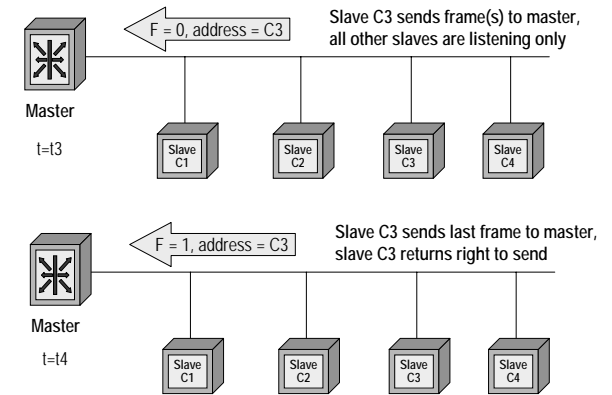 Slave C3 sends frame(s) to master,
all other slaves are listening only
F = 0, address = C3
Master
t=t3
Slave
C1
Slave
C2
Slave
C3
Slave
C4
Slave C3 sends last frame to master,
slave C3 returns right to send
F = 1, address = C3
Master
t=t4
Slave
C1
Slave
C2
Slave
C3
Slave
C4